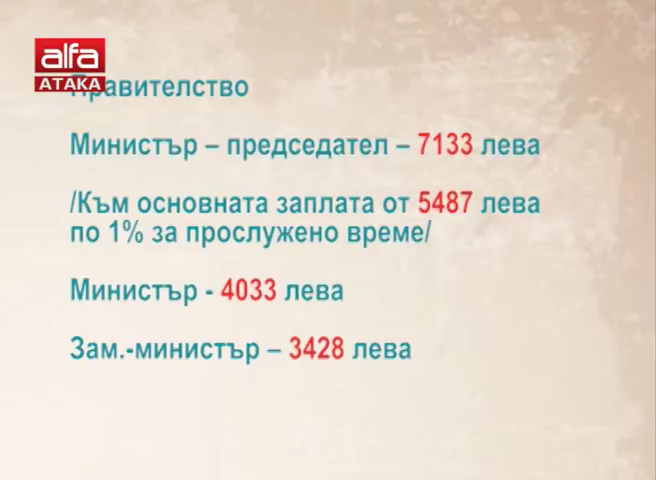 alfa
АТАКА
Правителство
Министър – председател – 7133 лева
/Към основната заплата от 5487 лева
по 1% за прослужено време/
Министър - 4033 лева
Зам.-министър – 3428 лева